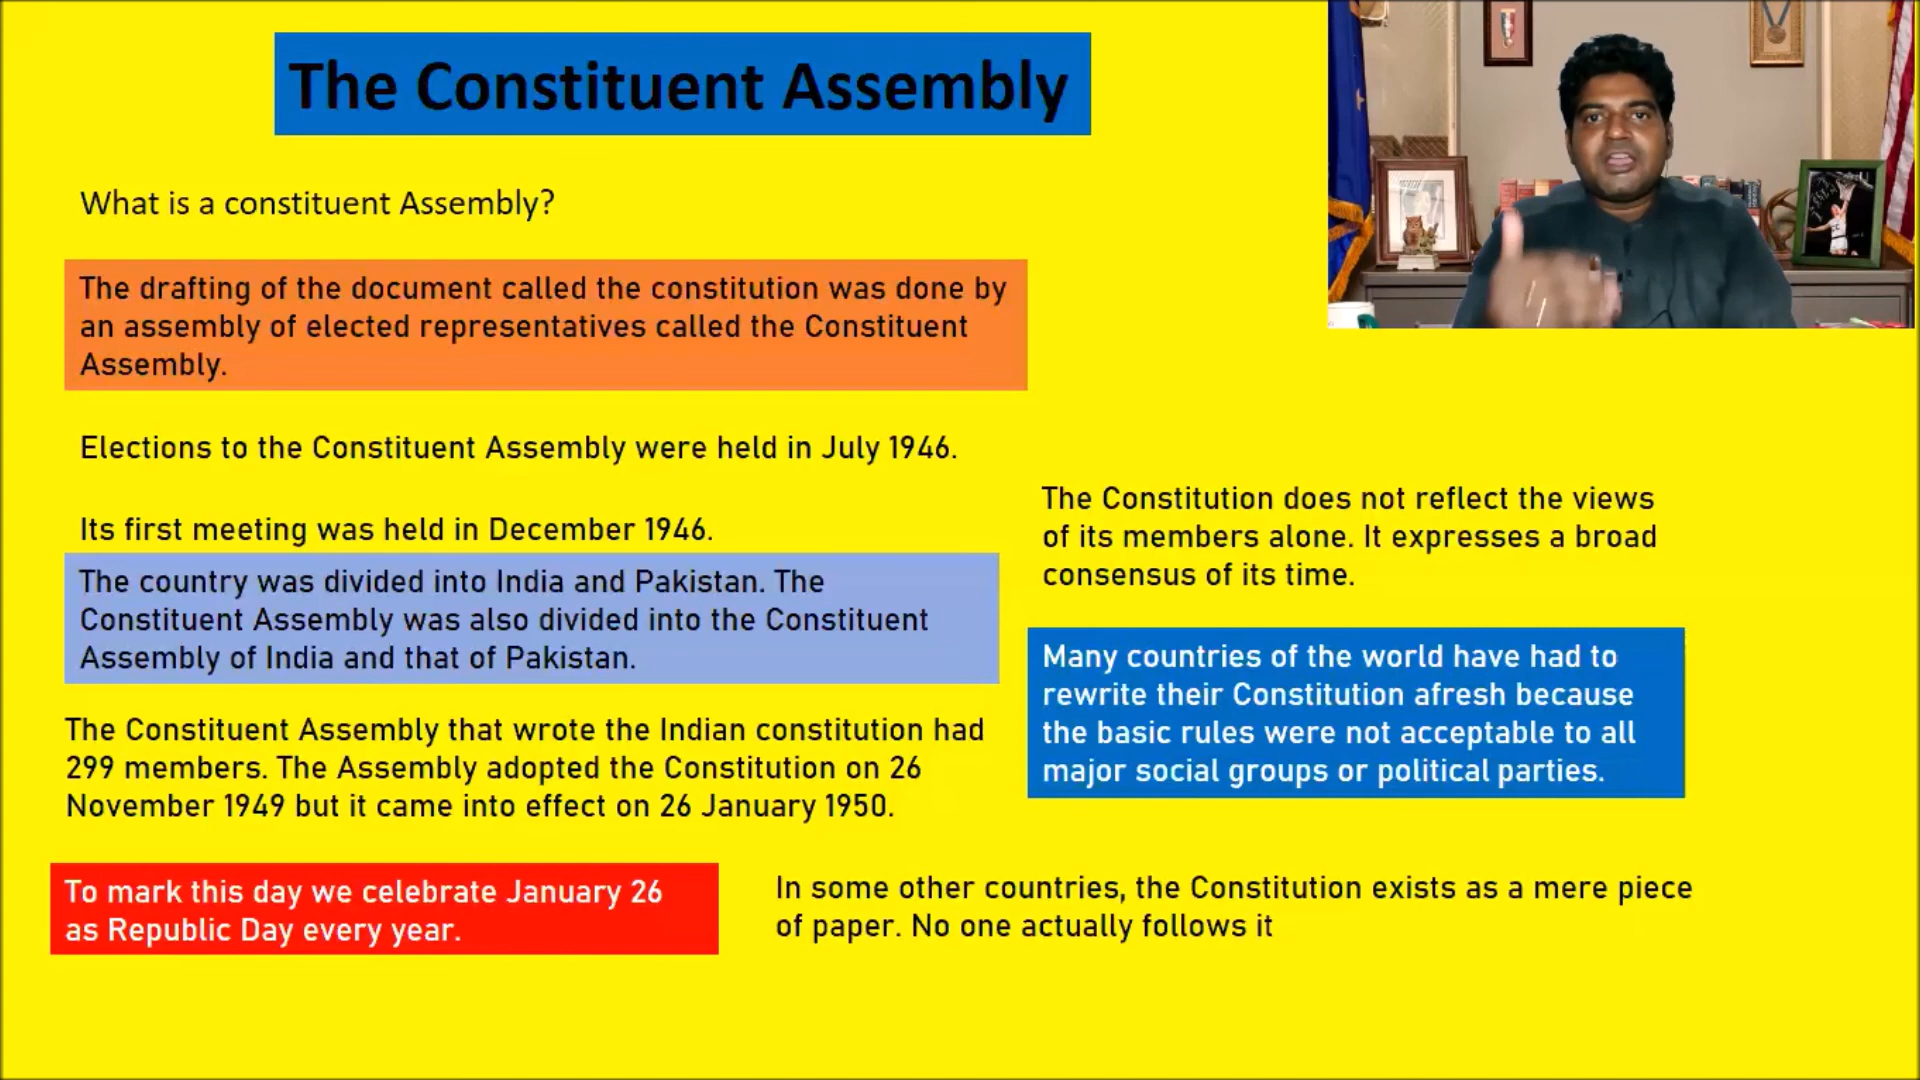 The Constituent Assembly
What is a constituent Assembly?
The drafting of the document called the constitution was done by
an assembly of elected representatives called the Constituent
Assembly.
Elections to the Constituent Assembly were held in July 1946.
Its first meeting was held in December 1946.
The country was divided into India and Pakistan. The
Constituent Assembly was also divided into the Constituent
Assembly of India and that of Pakistan.
The Constituent Assembly that wrote the Indian constitution had
299 members. The Assembly adopted the Constitution on 26
November 1949 but it came into effect on 26 January 1950.
To mark this day we celebrate January 26
as Republic Day every year.
The Constitution does not reflect the views
of its members alone. It expresses a broad
consensus of its time.
Many countries of the world have had to
rewrite their Constitution afresh because
the basic rules were not acceptable to all
major social groups or political parties.
In some other countries, the Constitution exists as a mere piece
of paper. No one actually follows it